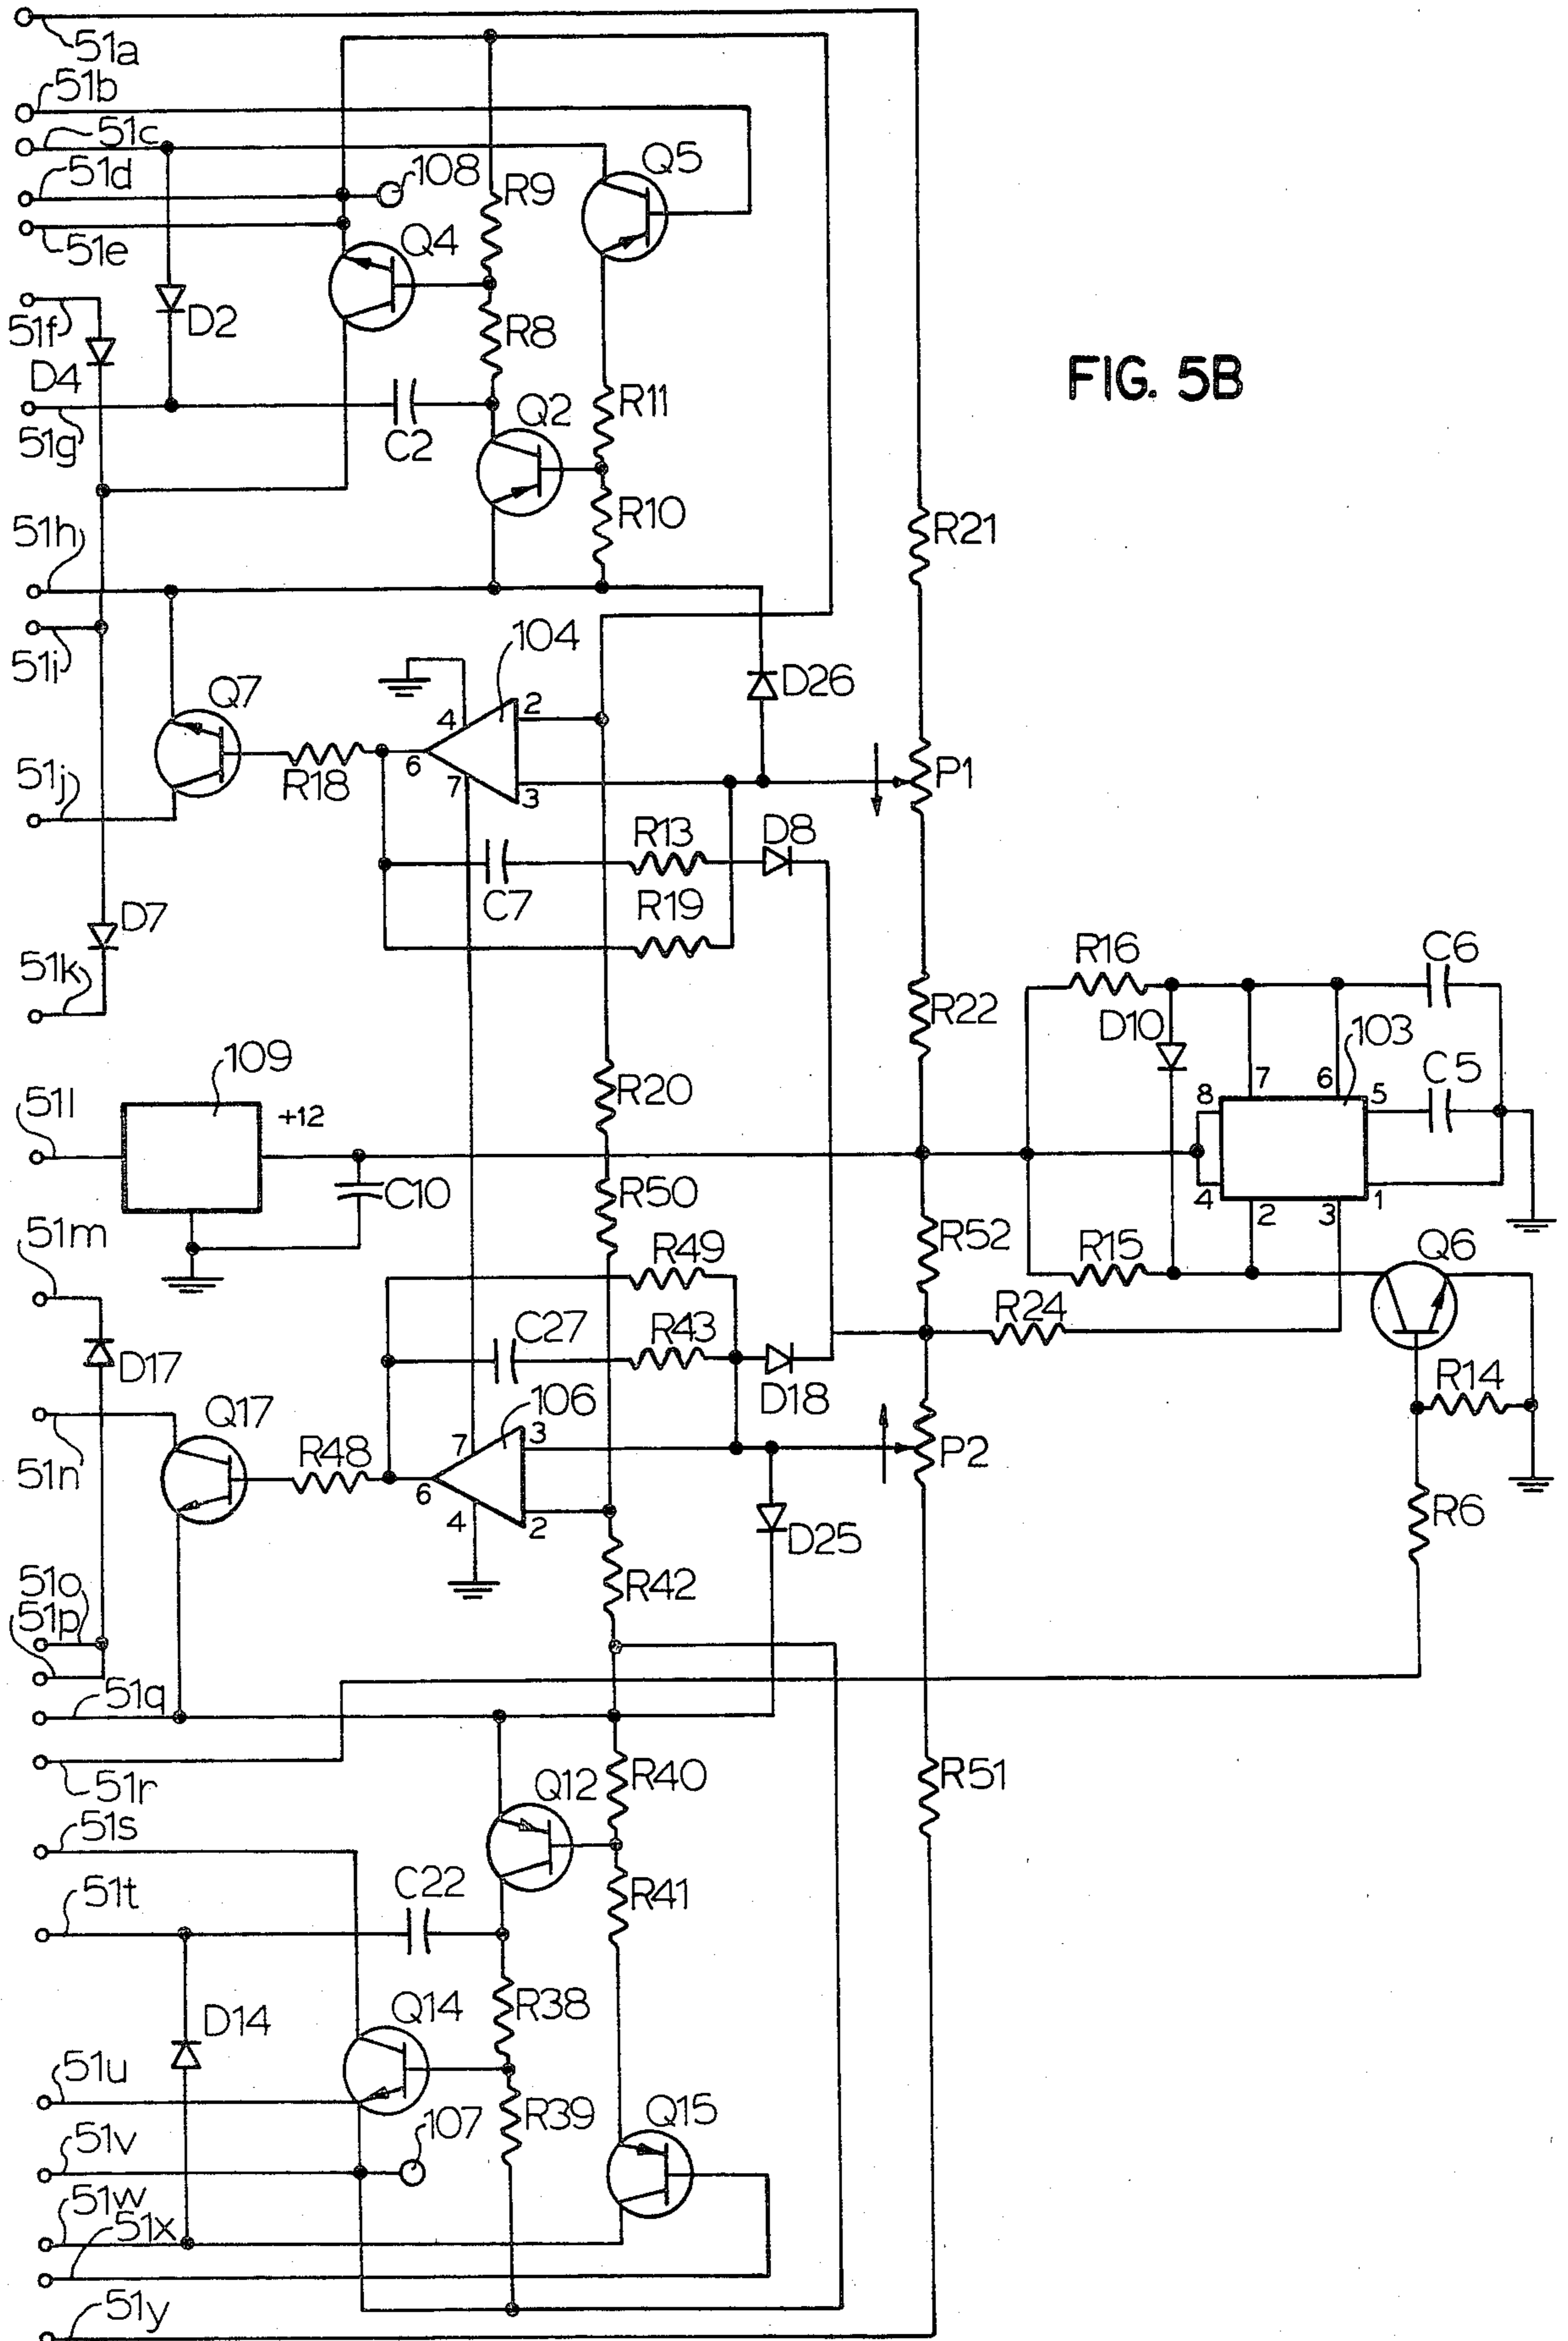 51a
51b
51c
51d
108
Q5
R9
51e
Q4
51f
D2
R8
D4
FIG. 5B
51g
C2
Q2
R11
51h
R10
R21
51i
104
D26
Q7
4
2
6
7
3
P1
51j
R18
R13
D8
C7
R19
D7
51k
R22
R16
C6
D10
103
109
+12
R20
8
7
6
5
C5
51l
C10
R50
4
2
3
1
51m
R49
R52
R15
Q6
C27
R43
R24
D17
R14
Q17
106
D18
51n
R48
7
3
P2
6
4
2
D25
R6
51o
51p
R42
51q
51r
R40
R51
Q12
51s
51t
C22
R41
D14
Q14
R38
51u
R39
Q15
51v
107
51w
51x
51y